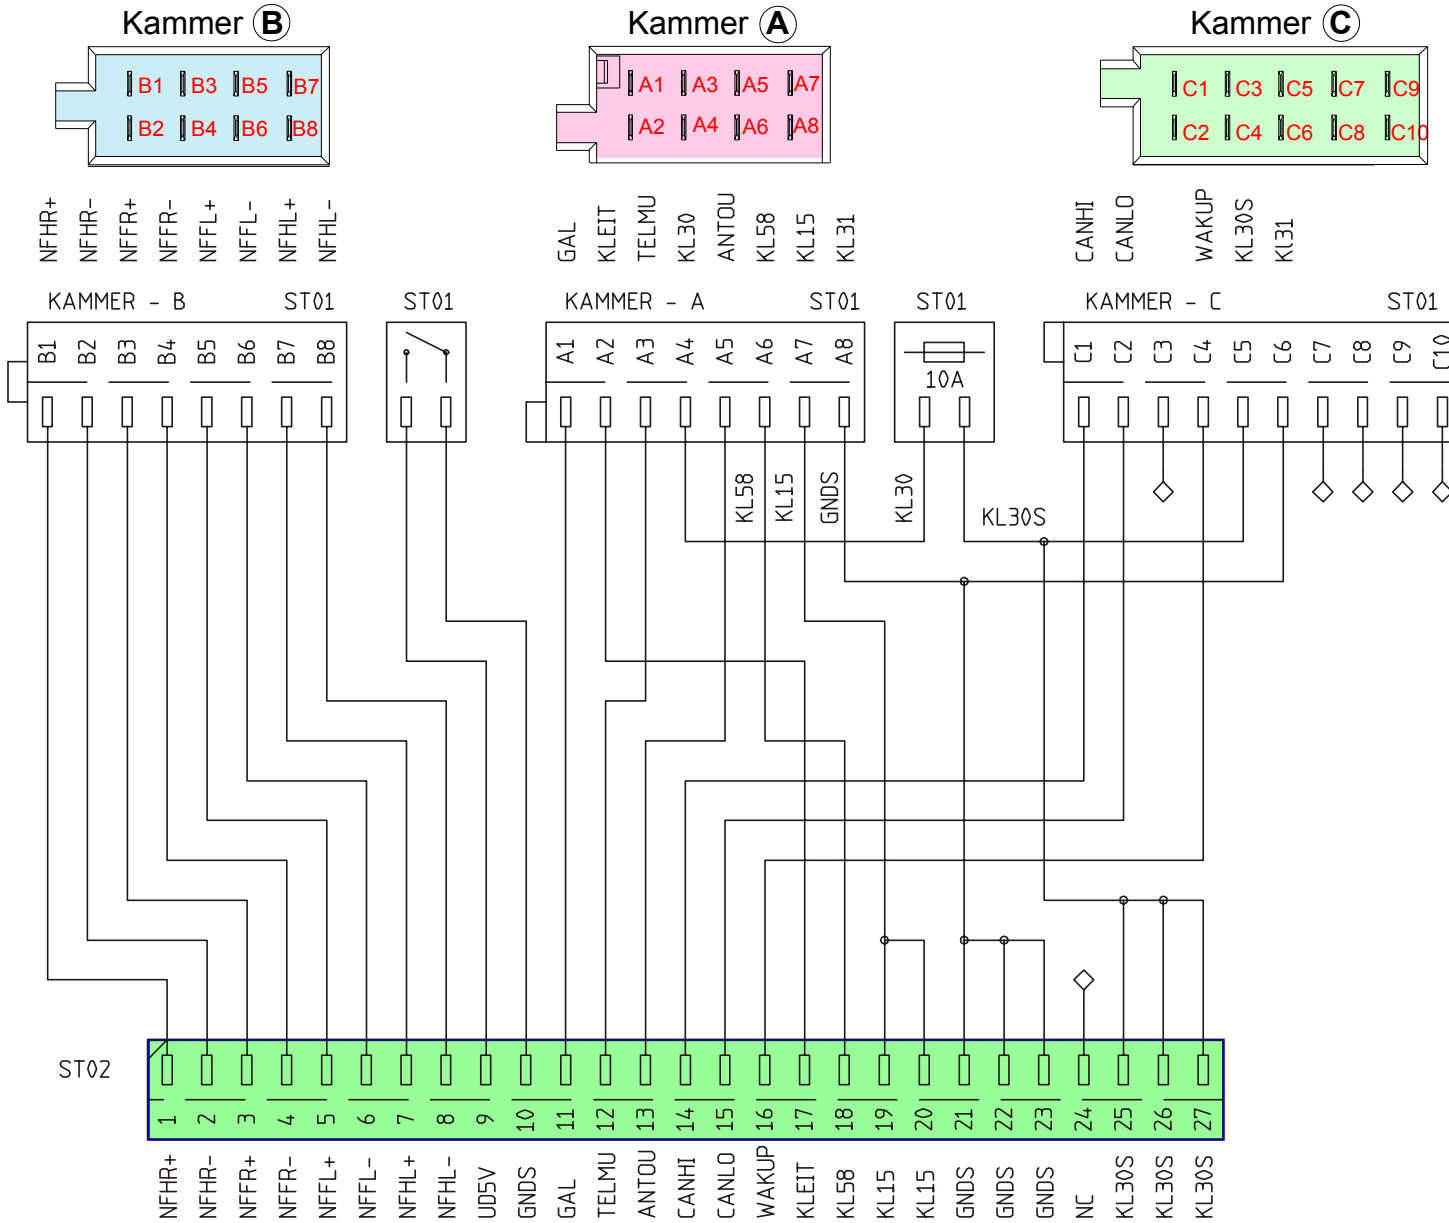 Kammer B
Kammer A
Kammer C
B1 B3 B5 B7
B2 B4 B6 B8
A1 A3 A5 A7
A2 A4 A6 A8
C1 C3 C5 C7 C9
C2 C4 C6 C8 C10
NFHR+
NFHR-
NFFR+
NFFR-
NFFL+
NFFL-
NFHL+
NFHL-
GAL
KLEIT
TELMU
KL30
ANTOU
KL58
KL15
KL31
CANHI
CANLO
WAKUP
KL30S
Kl31
KAMMER - B ST01
ST01
KAMMER - A ST01
ST01
KAMMER - C ST01
B1 B2 B3 B4 B5 B6 B7 B8
A1 A2 A3 A4 A5 A6 A7 A8
10A
C1 C2 C3 C4 C5 C6 C7 C8 C9 C10
KL58
KL15
GNDS
KL30
KL30S
ST02
1 2 3 4 5 6 7 8 9 10 11 12 13 14 15 16 17 18 19 20 21 22 23 24 25 26 27
NFHR+
NFHR-
NFFR+
NFFR-
NFFL+
NFFL-
NFHL+
NFHL-
UD5V
GNDS
GAL
TELMU
ANTOU
CANHI
CANLO
WAKUP
KLEIT
KL58
KL15
KL15
GNDS
GNDS
GNDS
NC
KL30S
KL30S
KL30S